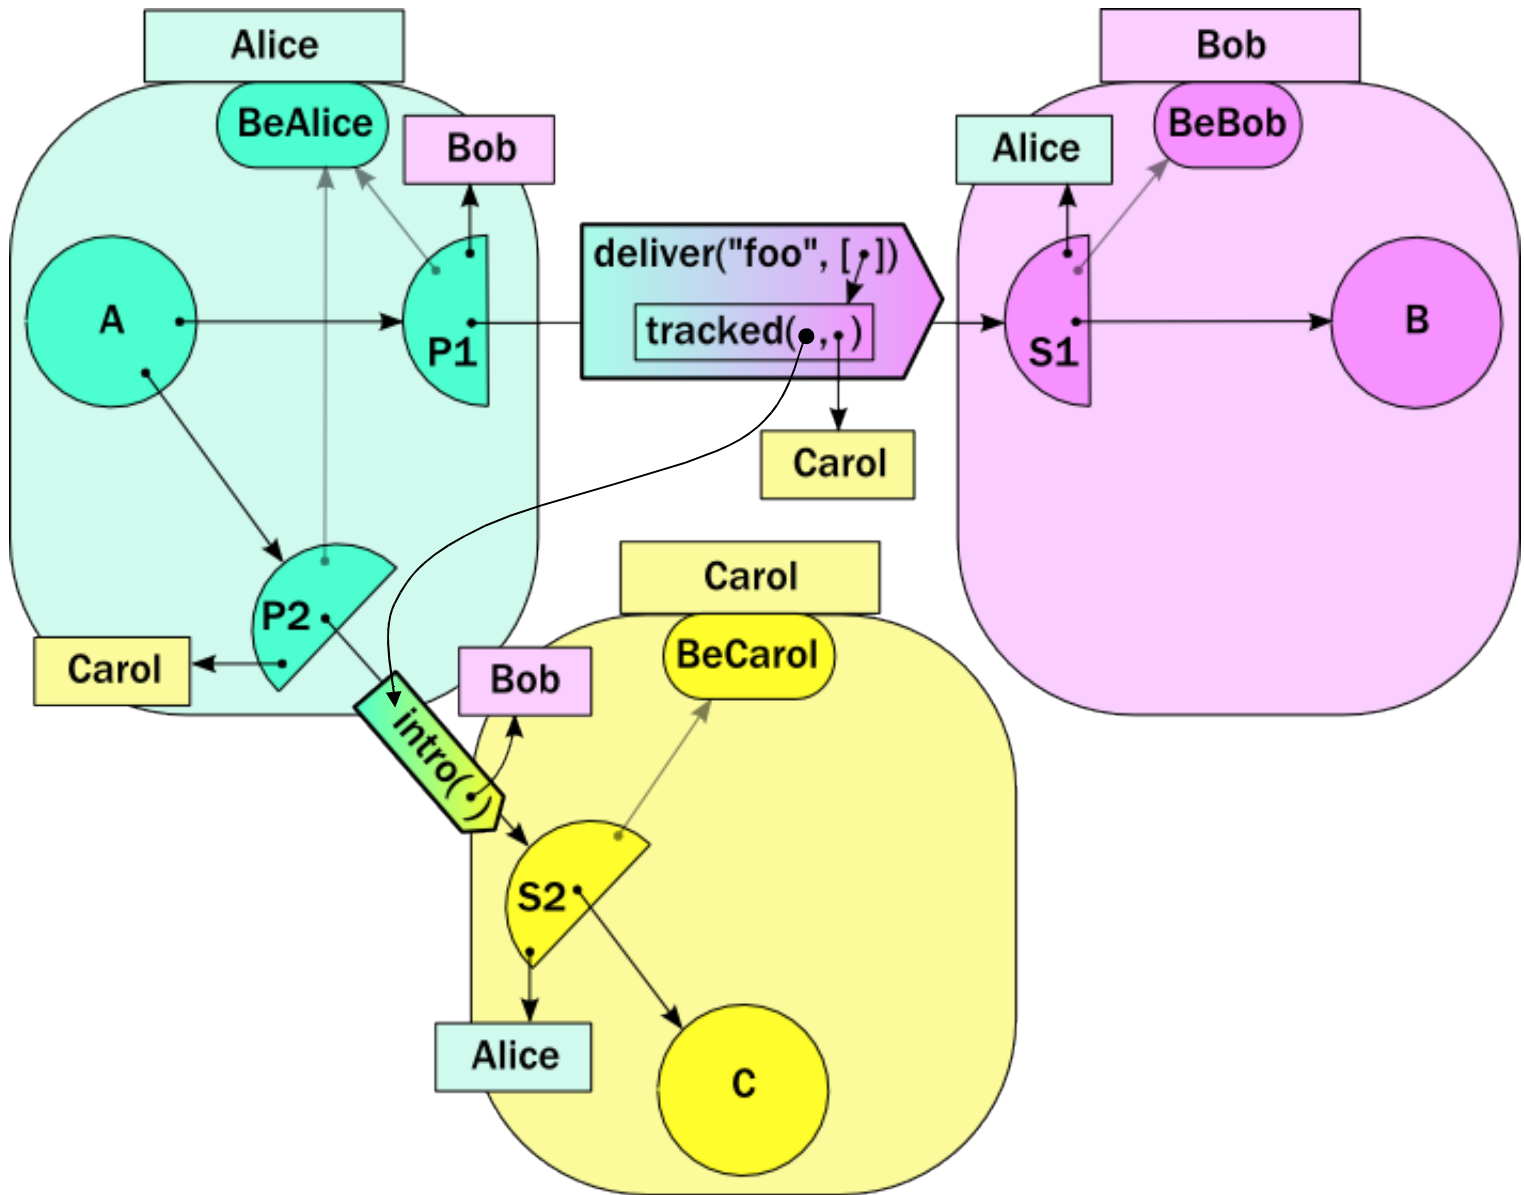 Alice
Bob
BeAlice
Bob
Alice
BeBob
deliver("foo", [ ])
A
tracked( , )
B
P1
S1
Carol
Carol
P2
BeCarol
Carol
Bob
intro( )
S2
Alice
C